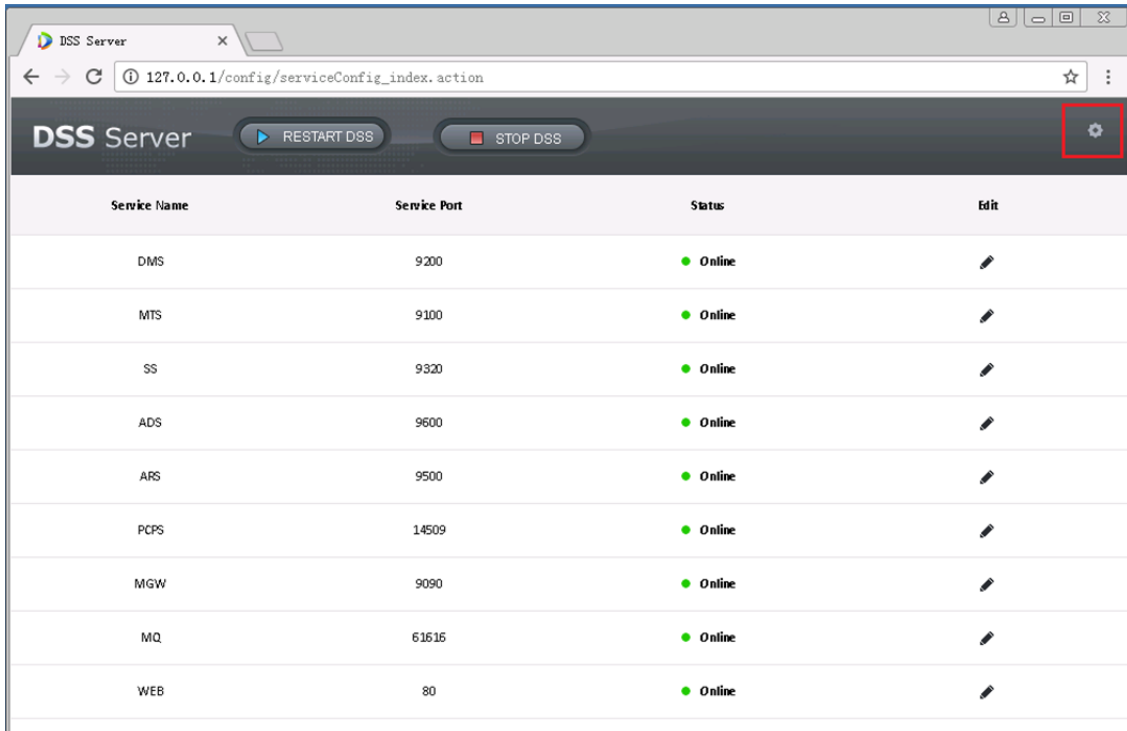 DSS Server
127.0.0.1/config/serviceConfig_index.action
DSS Server RESTART DSS STOP DSS
Service Name Service Port Status Edit
DMS 9200 Online
MTS 9100 Online
SS 9320 Online
ADS 9600 Online
ARS 9500 Online
PCPS 14509 Online
MGW 9090 Online
MQ 61616 Online
WEB 80 Online